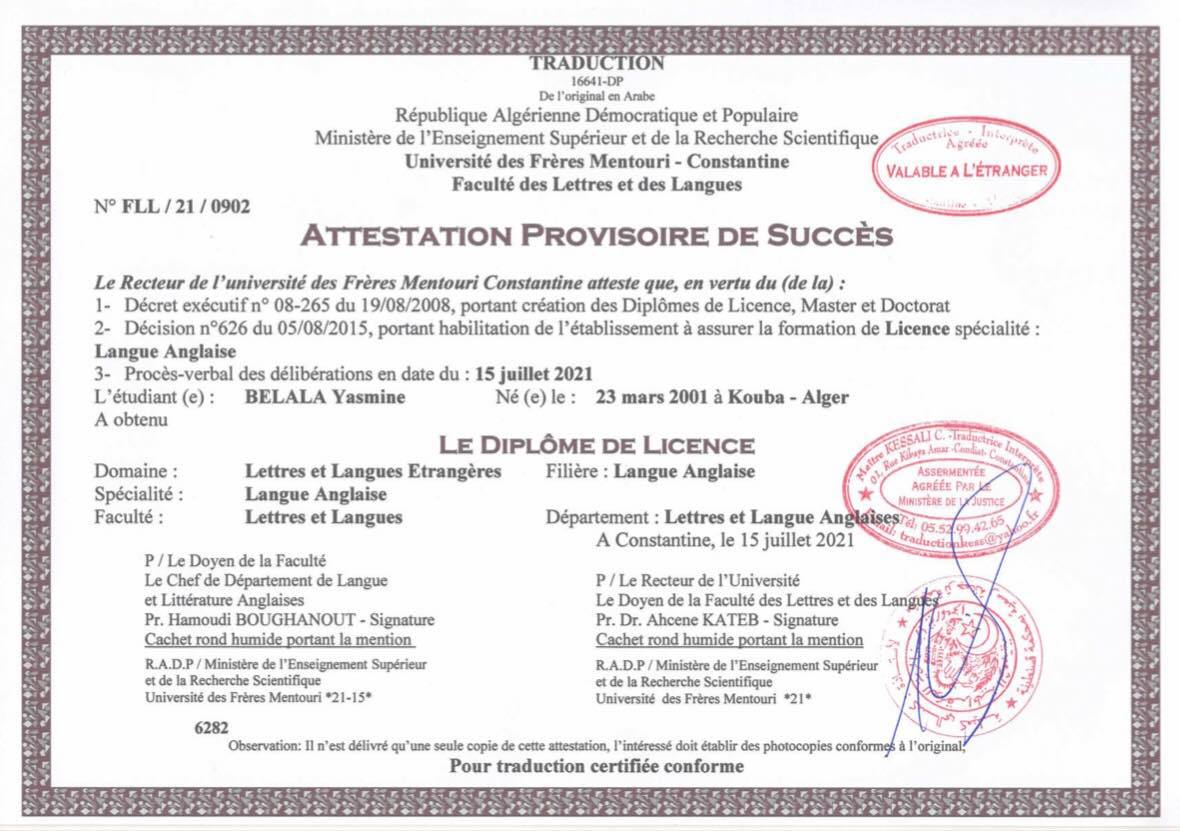 TRADUCTION
16641-DP
De l'original en Arabe
République Algérienne Démocratique et Populaire
Ministère de l'Enseignement Supérieur et de la Recherche Scientifique
Université des Frères Mentouri - Constantine
Faculté des Lettres et des Langues
Traductrice - Interprète
Agréée
VALABLE A L'ÉTRANGER
N° FLL / 21 / 0902
ATTESTATION PROVISOIRE DE SUCCÈS
Le Recteur de l'université des Frères Mentouri Constantine atteste que, en vertu du (de la) :
1- Décret exécutif n° 08-265 du 19/08/2008, portant création des Diplômes de Licence, Master et Doctorat
2- Décision n°626 du 05/08/2015, portant habilitation de l'établissement à assurer la formation de Licence spécialité :
Langue Anglaise
3- Procès-verbal des délibérations en date du : 15 juillet 2021
L'étudiant (e) : BELALA Yasmine Né (e) le : 23 mars 2001 à Kouba - Alger
A obtenu
LE DIPLÔME DE LICENCE
Domaine : Lettres et Langues Etrangères Filière : Langue Anglaise
Spécialité : Langue Anglaise
Faculté : Lettres et Langues Département : Lettres et Langue Anglaises
A Constantine, le 15 juillet 2021
Maître KESSALI C. -Traductrice Interprète
01, Rue Kihaya Amar -Coudiat- Constantine
ASSERMENTÉE
AGRÉÉE PAR LE
MINISTÈRE DE LA JUSTICE
Tél: 05.52.99.42.65
Email: traductionkess@yahoo.fr
P / Le Doyen de la Faculté
Le Chef de Département de Langue
et Littérature Anglaises
Pr. Hamoudi BOUGHANOUT - Signature
Cachet rond humide portant la mention
R.A.D.P / Ministère de l'Enseignement Supérieur
et de la Recherche Scientifique
Université des Frères Mentouri *21-15*
P / Le Recteur de l'Université
Le Doyen de la Faculté des Lettres et des Langues
Pr. Dr. Ahcene KATEB - Signature
Cachet rond humide portant la mention
R.A.D.P / Ministère de l'Enseignement Supérieur
et de la Recherche Scientifique
Université des Frères Mentouri *21*
6282
Observation: Il n'est délivré qu'une seule copie de cette attestation, l'intéressé doit établir des photocopies conformes à l'original,
Pour traduction certifiée conforme